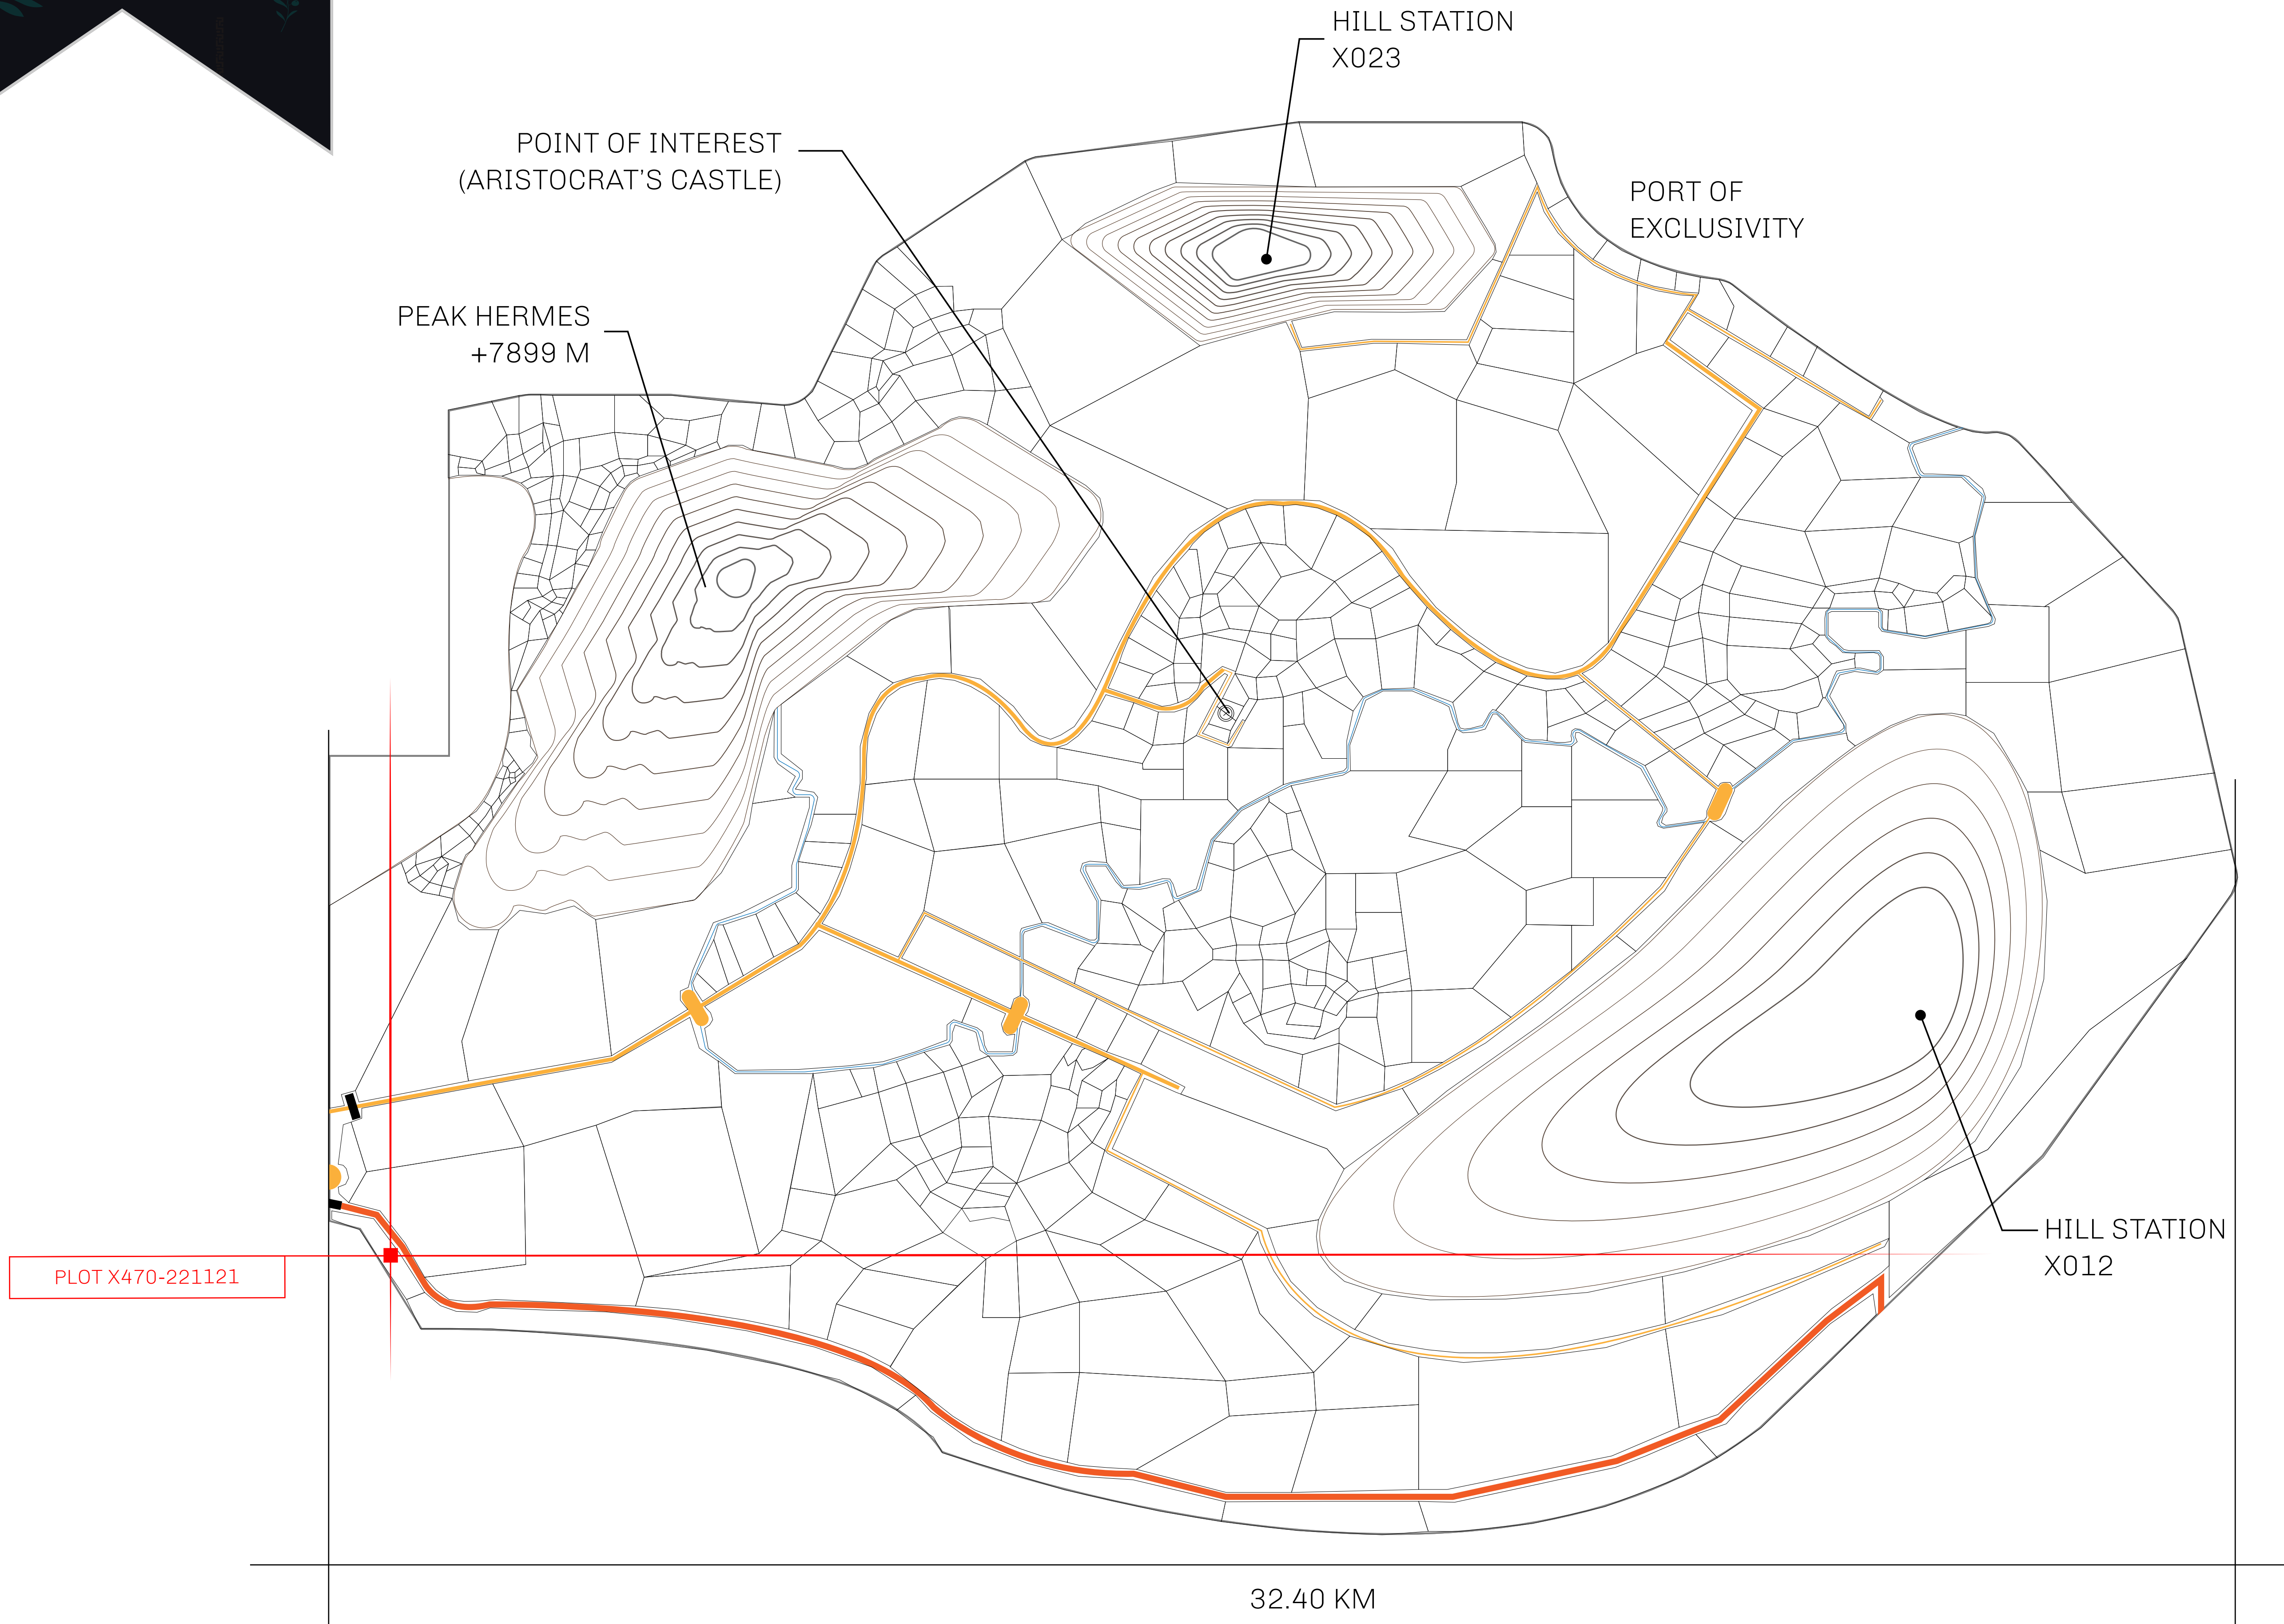 HILL STATION
X023
POINT OF INTEREST
(ARISTOCRAT'S CASTLE)
PORT OF
EXCLUSIVITY
PEAK HERMES
+7899 M
HILL STATION
X012
PLOT X470-221121
32.40 KM